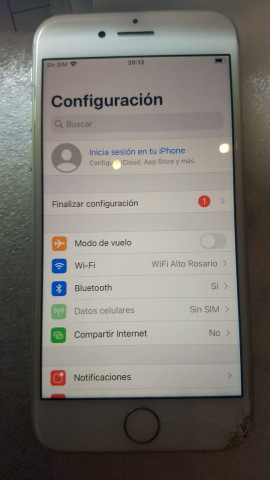 Sin SIM 20:13
Configuración
Buscar
Inicia sesión en tu iPhone
Configura iCloud, App Store y más.
Finalizar configuración 1
Modo de vuelo
Wi-Fi WiFi Alto Rosario
Bluetooth Sí
Datos celulares Sin SIM
Compartir Internet No
Notificaciones